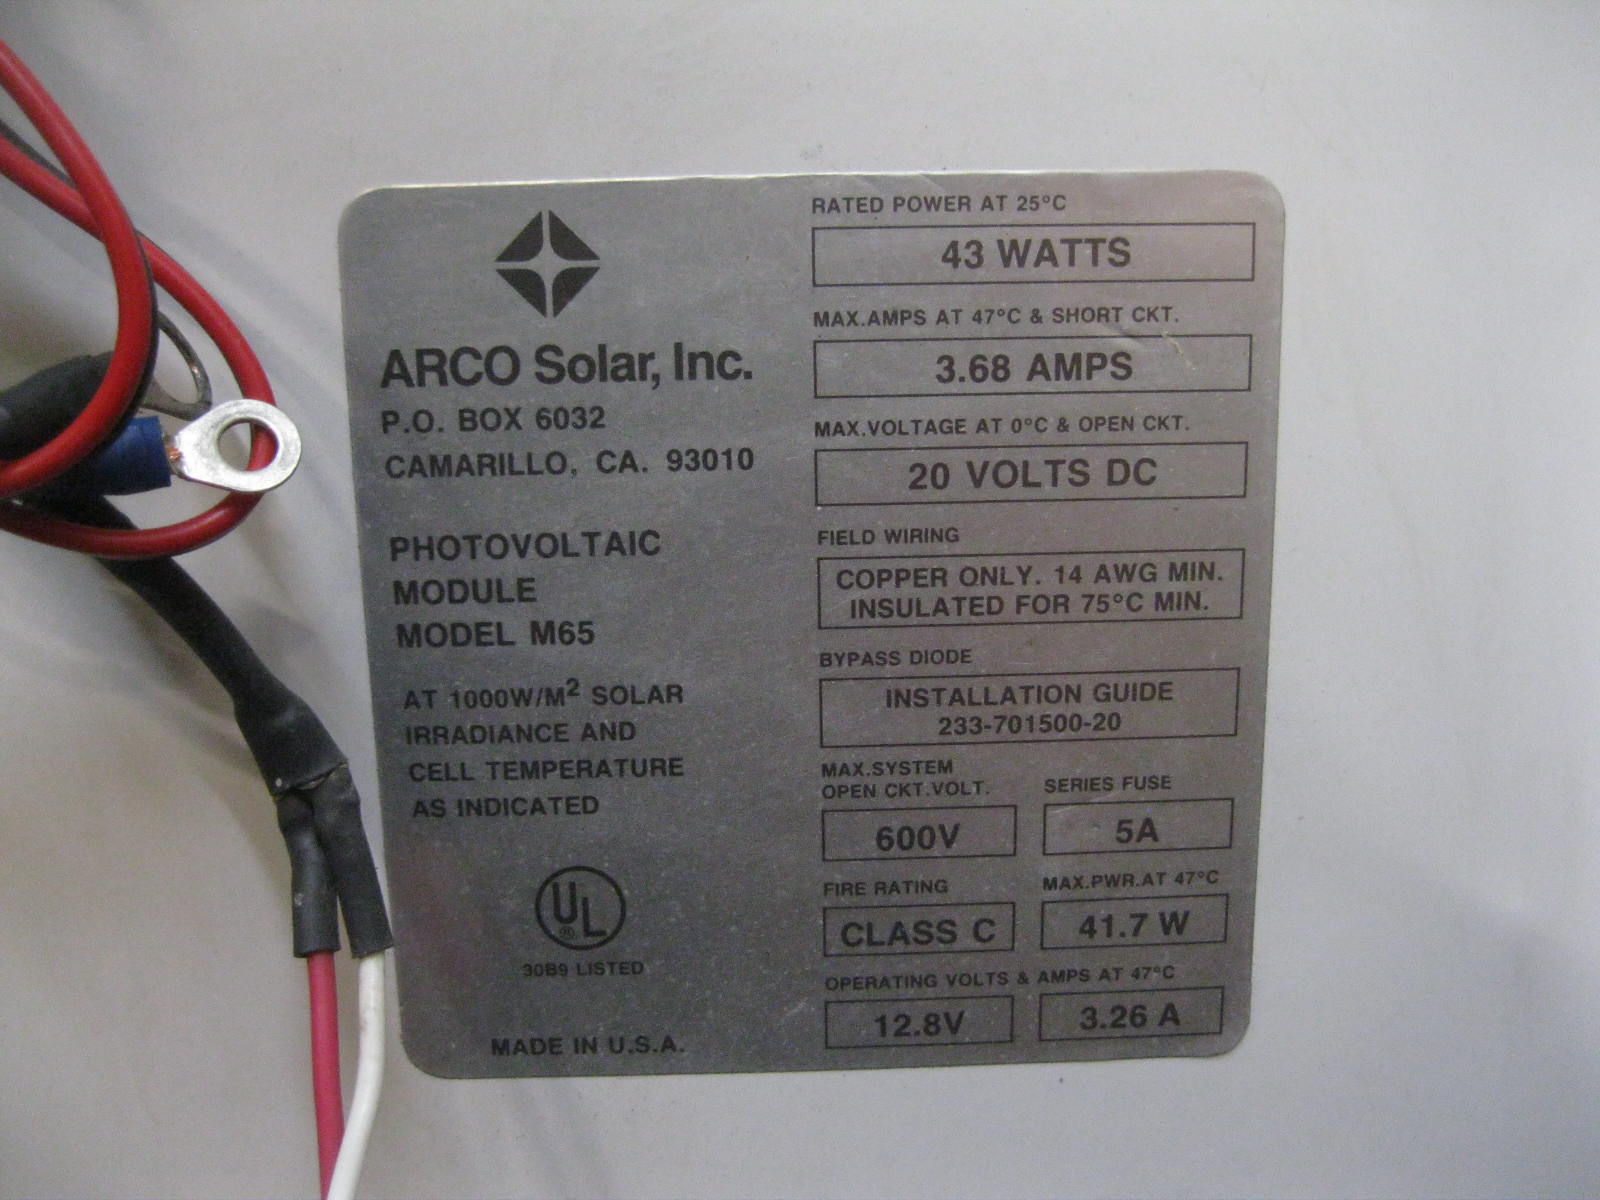 ARCO Solar, Inc.
P.O. BOX 6032
CAMARILLO, CA. 93010
PHOTOVOLTAIC
MODULE
MODEL M65
AT 1000W/M² SOLAR
IRRADIANCE AND
CELL TEMPERATURE
AS INDICATED
UL
®
30B9 LISTED
MADE IN U.S.A.
RATED POWER AT 25°C
43 WATTS
MAX.AMPS AT 47°C & SHORT CKT.
3.68 AMPS
MAX.VOLTAGE AT 0°C & OPEN CKT.
20 VOLTS DC
FIELD WIRING
COPPER ONLY. 14 AWG MIN.
INSULATED FOR 75°C MIN.
BYPASS DIODE
INSTALLATION GUIDE
233-701500-20
MAX.SYSTEM
OPEN CKT.VOLT.
600V
SERIES FUSE
5A
FIRE RATING
CLASS C
MAX.PWR.AT 47°C
41.7 W
OPERATING VOLTS & AMPS AT 47°C
12.8V
3.26 A